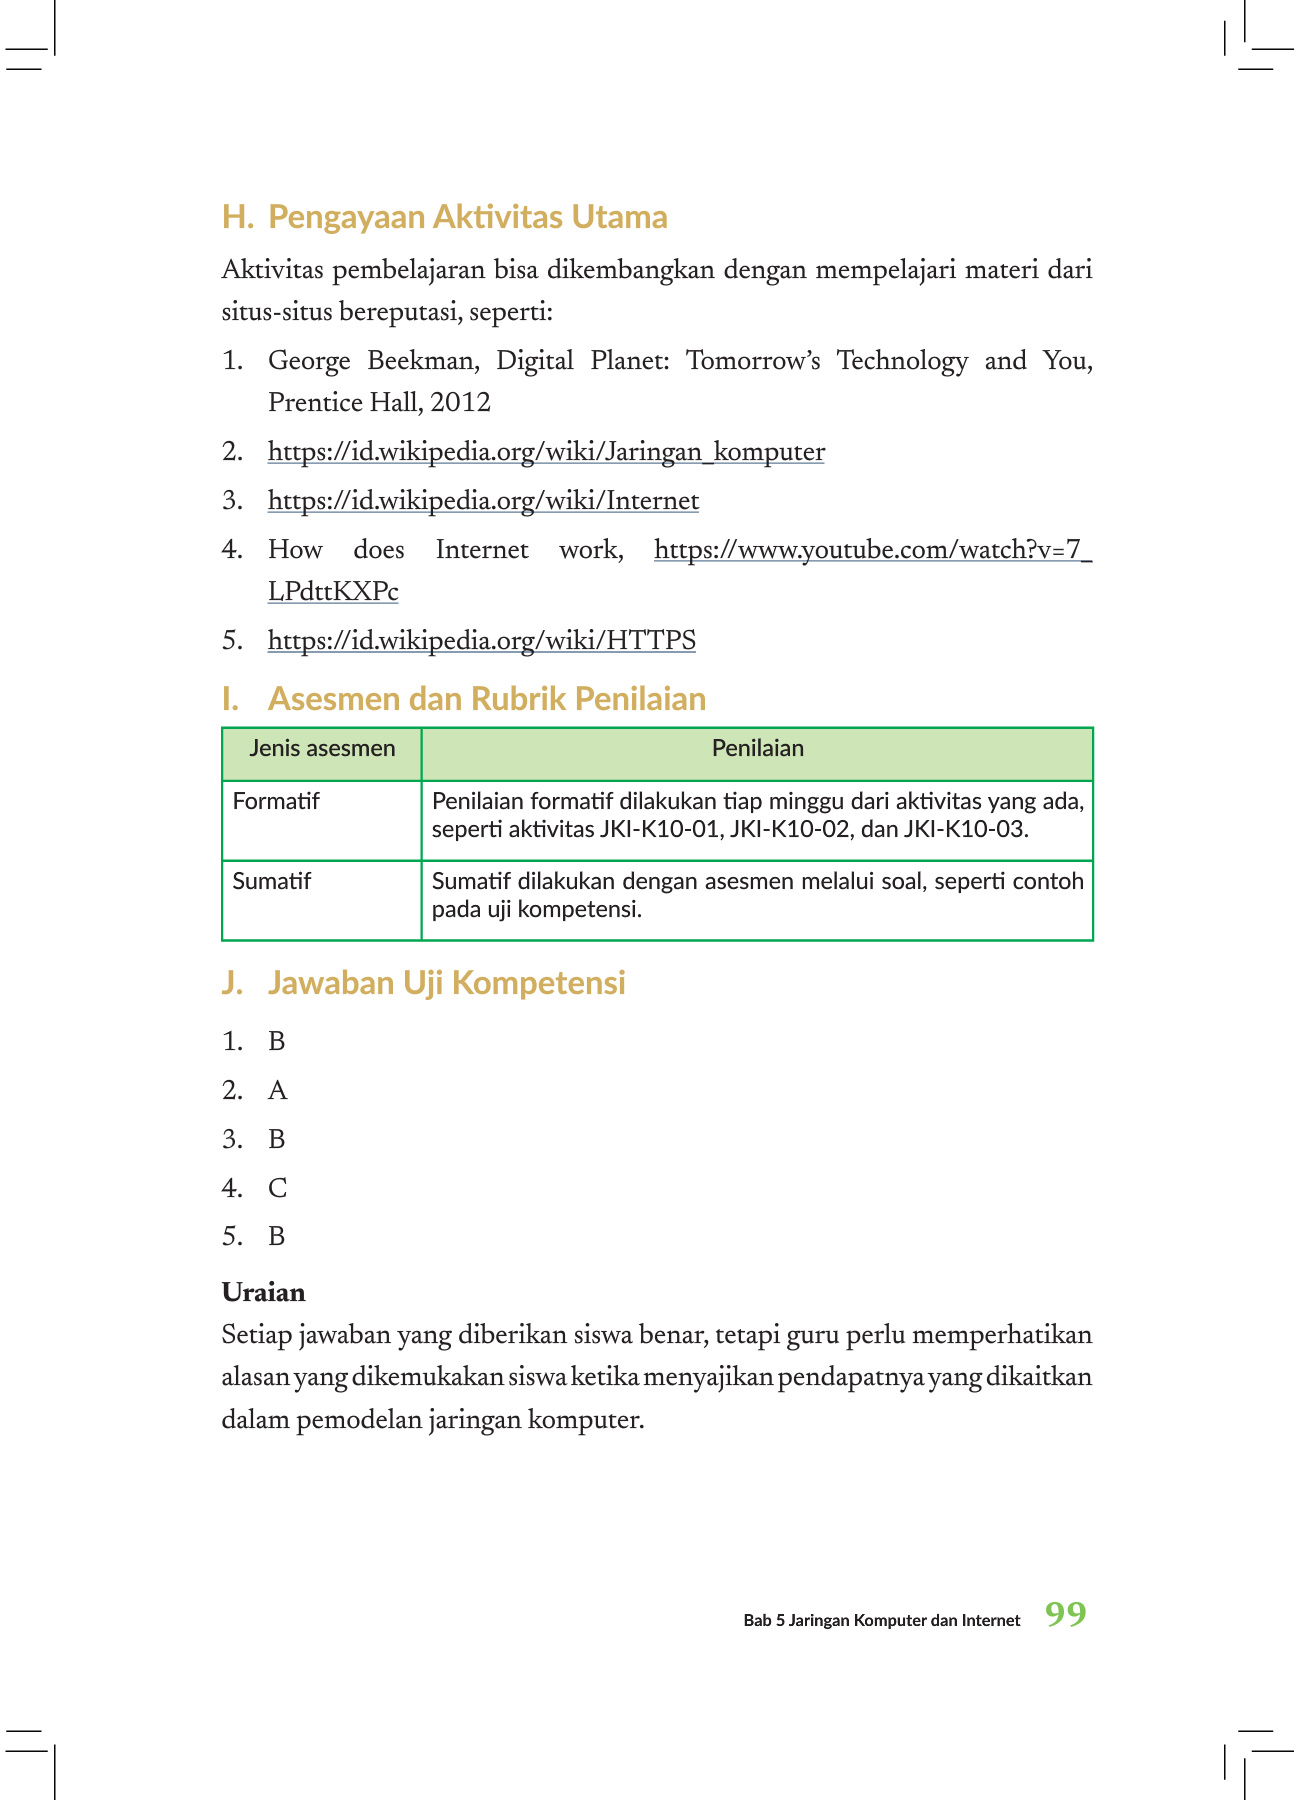 H. Pengayaan Aktivitas Utama
Aktivitas pembelajaran bisa dikembangkan dengan mempelajari materi dari
situs-situs bereputasi, seperti:
1. George Beekman, Digital Planet: Tomorrow’s Technology and You,
Prentice Hall, 2012
2. https://id.wikipedia.org/wiki/Jaringan_komputer
3. https://id.wikipedia.org/wiki/Internet
4. How does Internet work, https://www.youtube.com/watch?v=7_
LPdttKXPc
5. https://id.wikipedia.org/wiki/HTTPS
I. Asesmen dan Rubrik Penilaian
Jenis asesmen Penilaian
Formatif Penilaian formatif dilakukan tiap minggu dari aktivitas yang ada,
seperti aktivitas JKI-K10-01, JKI-K10-02, dan JKI-K10-03.
Sumatif Sumatif dilakukan dengan asesmen melalui soal, seperti contoh
pada uji kompetensi.
J. Jawaban Uji Kompetensi
1. B
2. A
3. B
4. C
5. B
Uraian
Setiap jawaban yang diberikan siswa benar, tetapi guru perlu memperhatikan
alasan yang dikemukakan siswa ketika menyajikan pendapatnya yang dikaitkan
dalam pemodelan jaringan komputer.
Bab 5 Jaringan Komputer dan Internet 99